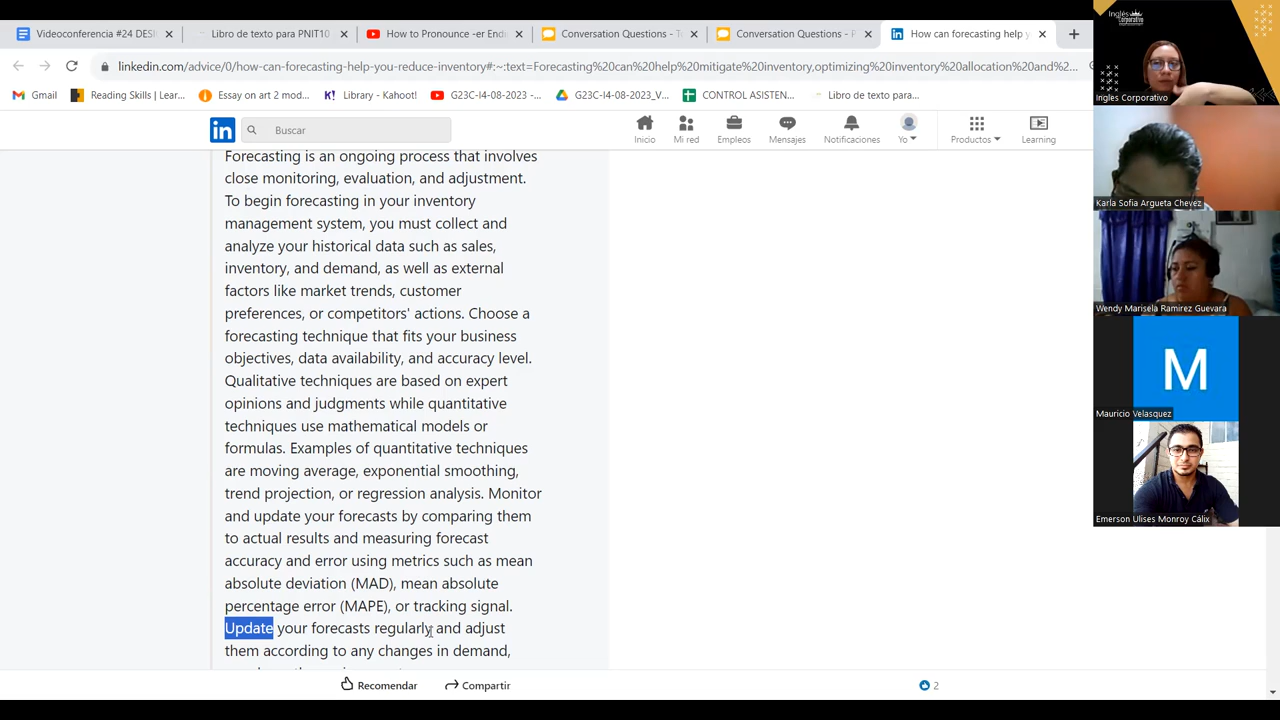 Videoconferencia #24 DESI
Libro de texto para PNIT10
How to Pronounce -er Endi
Conversation Questions - T
Conversation Questions - P
How can forecasting help y
linkedin.com/advice/0/how-can-forecasting-help-you-reduce-inven#:~:text=Forecasting%20can%20help%20mitigate%20inventory,optimizing%20inventory%20allocation%20and%2...
Gmail
Reading Skills | Lear...
Essay on art 2 mod...
Library - Kah
-I4-08-2023 -...
G23C-I4-08-2023_V...
CONTROL ASISTEN...
Libro de texto para...
in
Buscar
Inicio
Mi red
Empleos
Mensajes
Notificaciones
Yo
Productos
Learning
Forecasting is an ongoing process that involves
close monitoring, evaluation, and adjustment.
To begin forecasting in your inventory
management system, you must collect and
analyze your historical data such as sales,
inventory, and demand, as well as external
factors like market trends, customer
preferences, or competitors' actions. Choose a
forecasting technique that fits your business
objectives, data availability, and accuracy level.
Qualitative techniques are based on expert
opinions and judgments while quantitative
techniques use mathematical models or
formulas. Examples of quantitative techniques
are moving average, exponential smoothing,
trend projection, or regression analysis. Monitor
and update your forecasts by comparing them
to actual results and measuring forecast
accuracy and error using metrics such as mean
absolute deviation (MAD), mean absolute
percentage error (MAPE), or tracking signal.
Update your forecasts regularly and adjust
them according to any changes in demand,
Recomendar
Compartir
2
Inglés
Corporativo
Ingles Corporativo
Karla Sofia Argueta Chevez
Wendy Marisela Ramirez Guevara
M
Mauricio Velasquez
Emerson Ulises Monroy Cálix